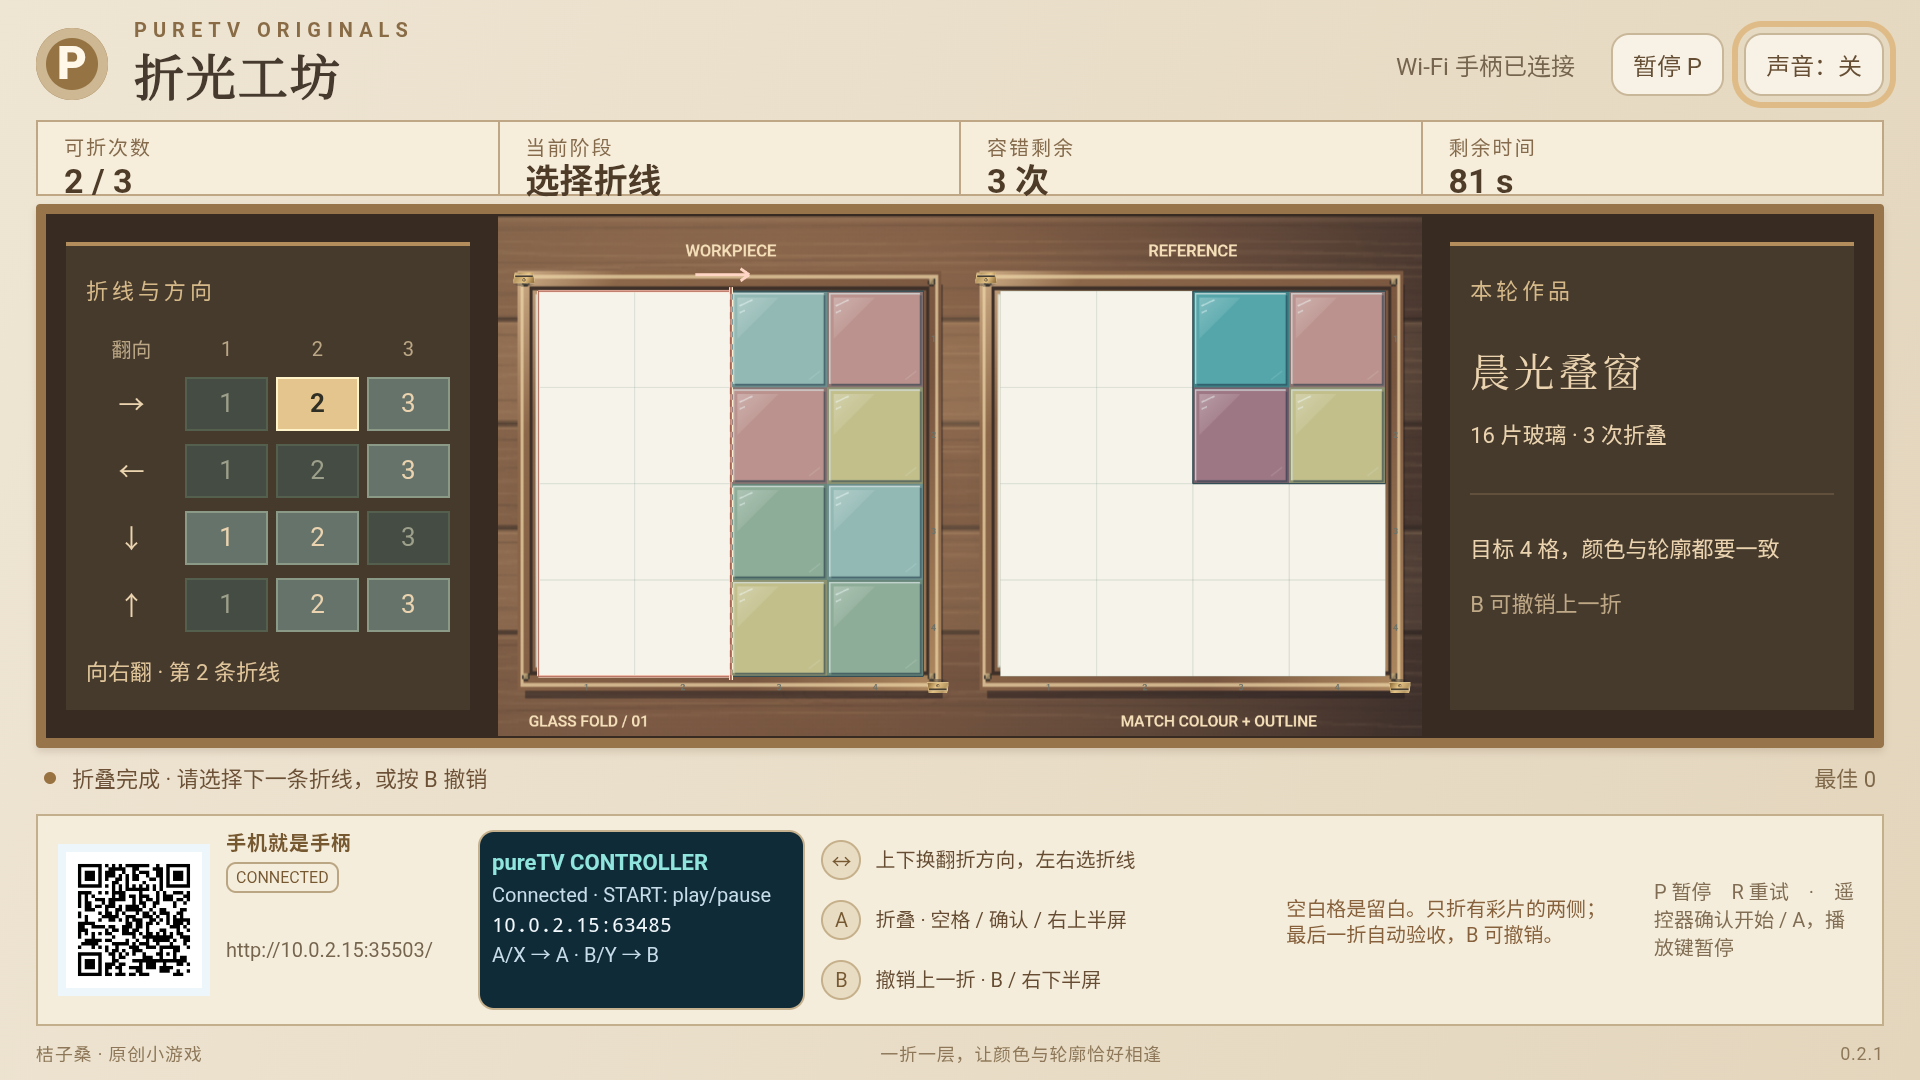 PURETV ORIGINALS
P
折光工坊
Wi-Fi 手柄已连接
暂停 P
声音：关
可折次数
2 / 3
当前阶段
选择折线
容错剩余
3 次
剩余时间
81 s
折线与方向
翻向 1 2 3
→ 1 2 3
← 1 2 3
↓ 1 2 3
↑ 1 2 3
向右翻 · 第 2 条折线
WORKPIECE
REFERENCE
GLASS FOLD / 01
MATCH COLOUR + OUTLINE
本轮作品
晨光叠窗
16 片玻璃 · 3 次折叠
目标 4 格，颜色与轮廓都要一致
B 可撤销上一折
折叠完成 · 请选择下一条折线，或按 B 撤销
最佳 0
手机就是手柄
CONNECTED
http://10.0.2.15:35503/
pureTV CONTROLLER
Connected · START: play/pause
10.0.2.15:63485
A/X → A · B/Y → B
↔ 上下换翻折方向，左右选折线
A 折叠 · 空格 / 确认 / 右上半屏
B 撤销上一折 · B / 右下半屏
空白格是留白。只折有彩片的两侧；
最后一折自动验收，B 可撤销。
P 暂停 R 重试 · 遥
控器确认开始 / A，播
放键暂停
桔子桑 · 原创小游戏
一折一层，让颜色与轮廓恰好相逢
0.2.1